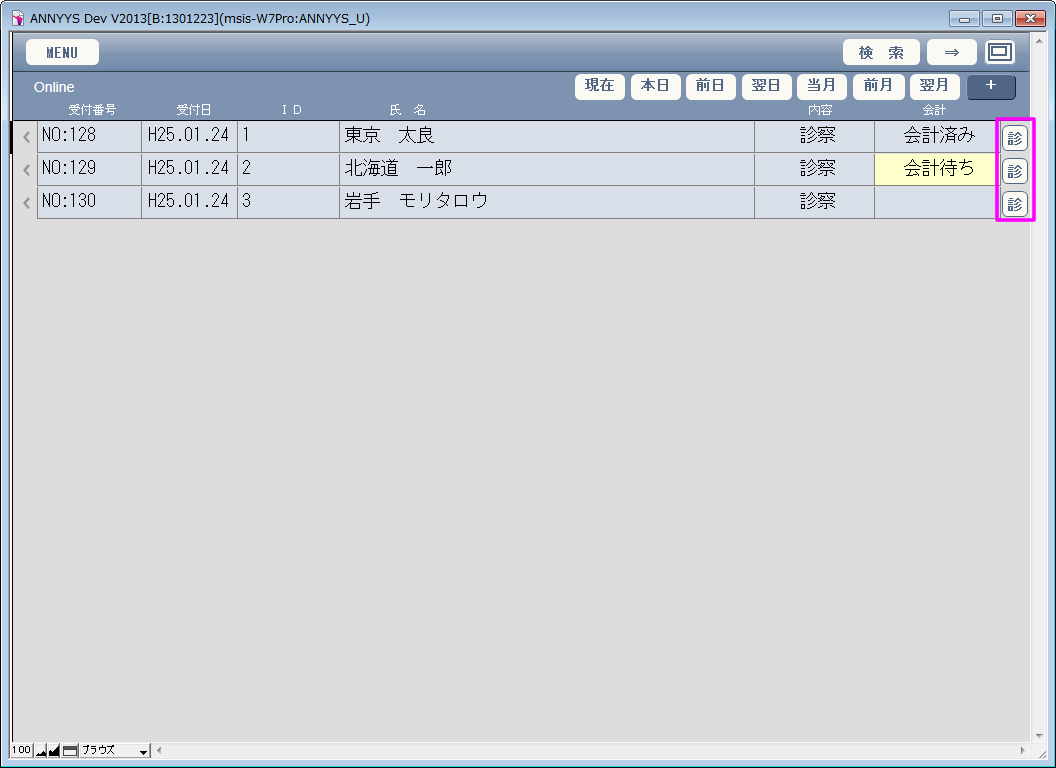 ANNYYS Dev V2013[B:1301223](msis-W7Pro:ANNYYS_U)
MENU 検 索 ⇒
Online 現在 本日 前日 翌日 当月 前月 翌月 +
受付番号 受付日 ＩＤ 氏 名 内容 会計
NO:128 H25.01.24 1 東京 太良 診察 会計済み 診
NO:129 H25.01.24 2 北海道 一郎 診察 会計待ち 診
NO:130 H25.01.24 3 岩手 モリタロウ 診察 診
100 ブラウズ